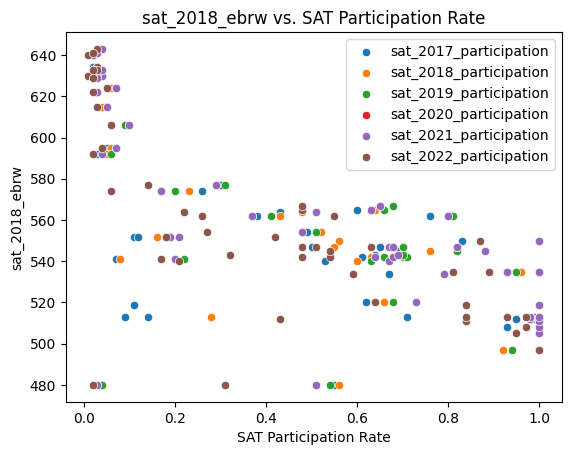 sat_2018_ebrw vs. SAT Participation Rate
sat_2017_participation
sat_2018_participation
sat_2019_participation
sat_2020_participation
sat_2021_participation
sat_2022_participation
640
620
600
580
560
540
520
500
480
sat_2018_ebrw
0.0 0.2 0.4 0.6 0.8 1.0
SAT Participation Rate